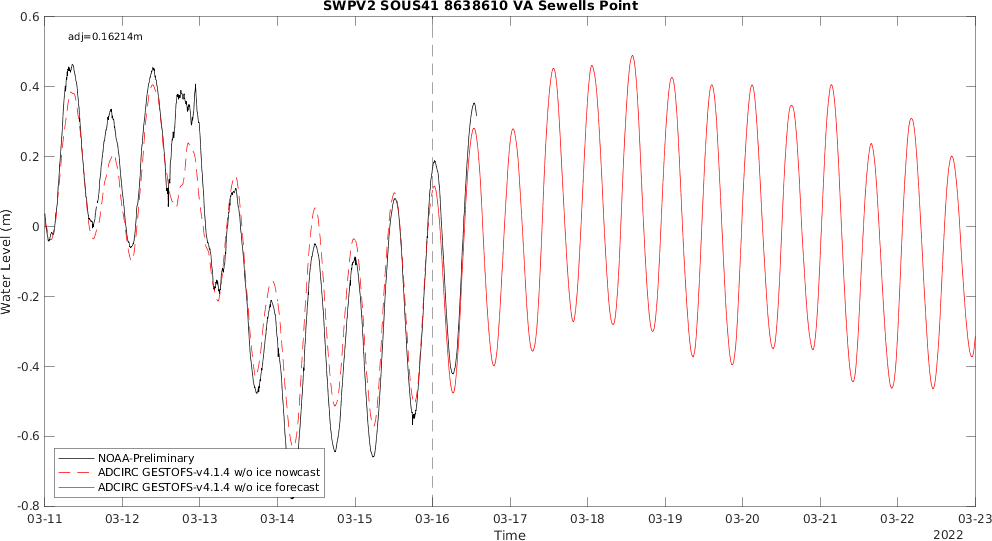 SWPV2 SOUS41 8638610 VA Sewells Point
adj=0.16214m
0.6
0.4
0.2
0
-0.2
-0.4
-0.6
-0.8
Water Level (m)
NOAA-Preliminary
ADCIRC GESTOFS-v4.1.4 w/o ice nowcast
ADCIRC GESTOFS-v4.1.4 w/o ice forecast
03-11 03-12 03-13 03-14 03-15 03-16 03-17 03-18 03-19 03-20 03-21 03-22 03-23
Time
2022